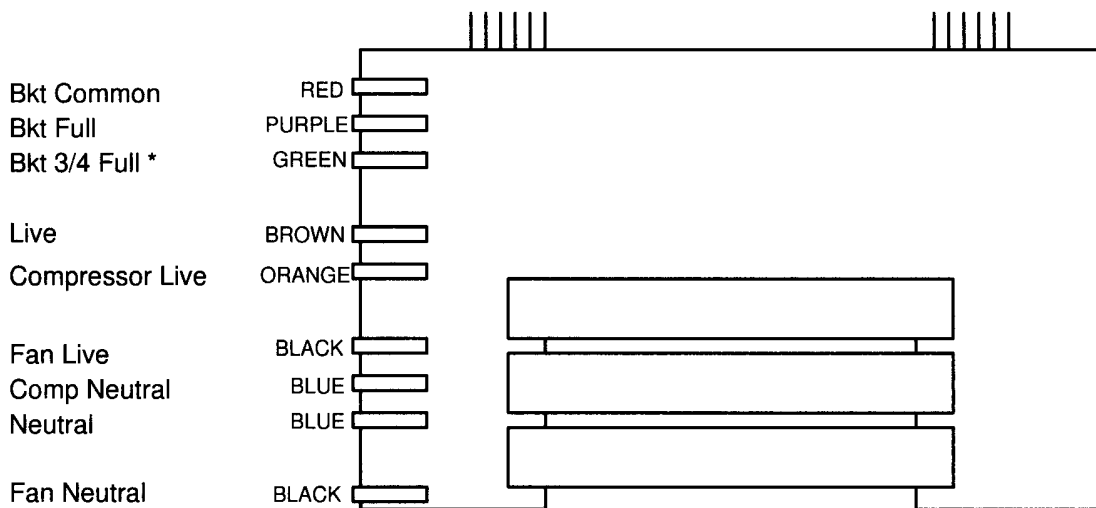 Bkt Common RED
Bkt Full PURPLE
Bkt 3/4 Full * GREEN
Live BROWN
Compressor Live ORANGE
Fan Live BLACK
Comp Neutral BLUE
Neutral BLUE
Fan Neutral BLACK